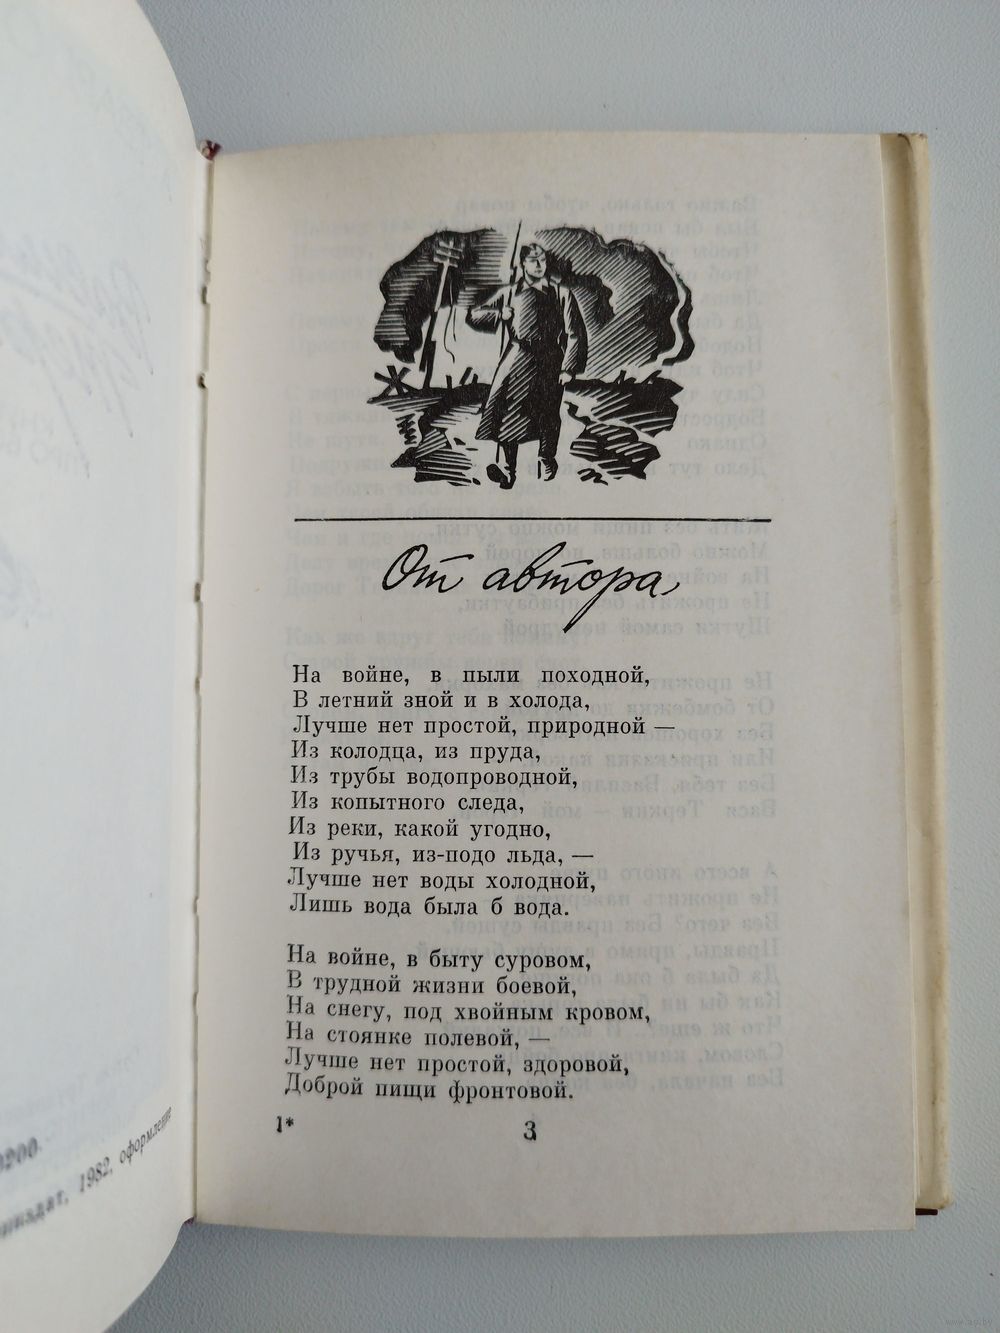 От автора
На войне, в пыли походной,
В летний зной и в холода,
Лучше нет простой, природной —
Из колодца, из пруда,
Из трубы водопроводной,
Из копытного следа,
Из реки, какой угодно,
Из ручья, из-подо льда, —
Лучше нет воды холодной,
Лишь вода была б вода.
На войне, в быту суровом,
В трудной жизни боевой,
На снегу, под хвойным кровом,
На стоянке полевой, —
Лучше нет простой, здоровой,
Доброй пищи фронтовой.
1*
3
1982, оформление